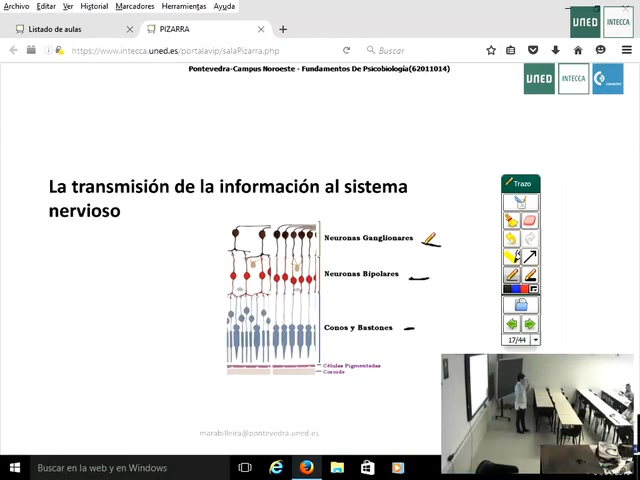 Archivo Editar Ver Historial Marcadores Herramientas Ayuda
Listado de aulas
PIZARRA
https://www.intecca.uned.es/portalavip/salaPizarra.php
Buscar
Pontevedra-Campus Noroeste - Fundamentos De Psicobiología(62011014)
UNED INTECCA
UNED INTECCA
La transmisión de la información al sistema
nervioso
Trazo
Neuronas Ganglionares
Neuronas Bipolares
Conos y Bastones
Células Pigmentadas
Coroide
17/44
marabilleira@pontevedra.uned.es
Buscar en la web y en Windows